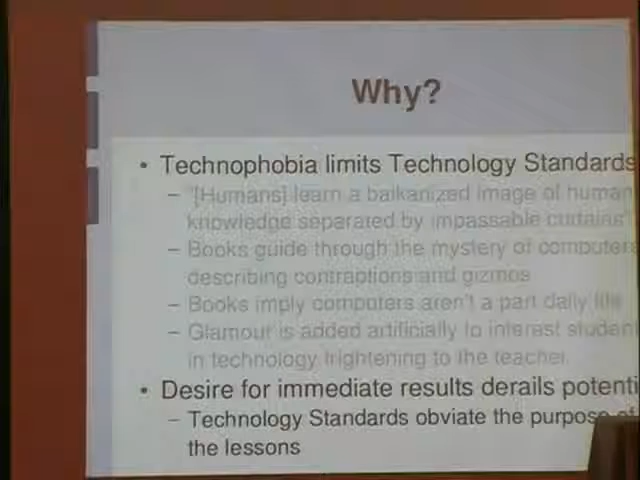 Why?
• Technophobia limits Technology Standards
– "[Humans] learn a balkanized image of human
knowledge separated by impassable curtains"
– Books guide through the mystery of computers
describing contraptions and gizmos
– Books imply computers aren't a part daily life
– Glamour is added artificially to interest studen
in technology frightening to the teacher.
• Desire for immediate results derails potenti
– Technology Standards obviate the purpose of
the lessons